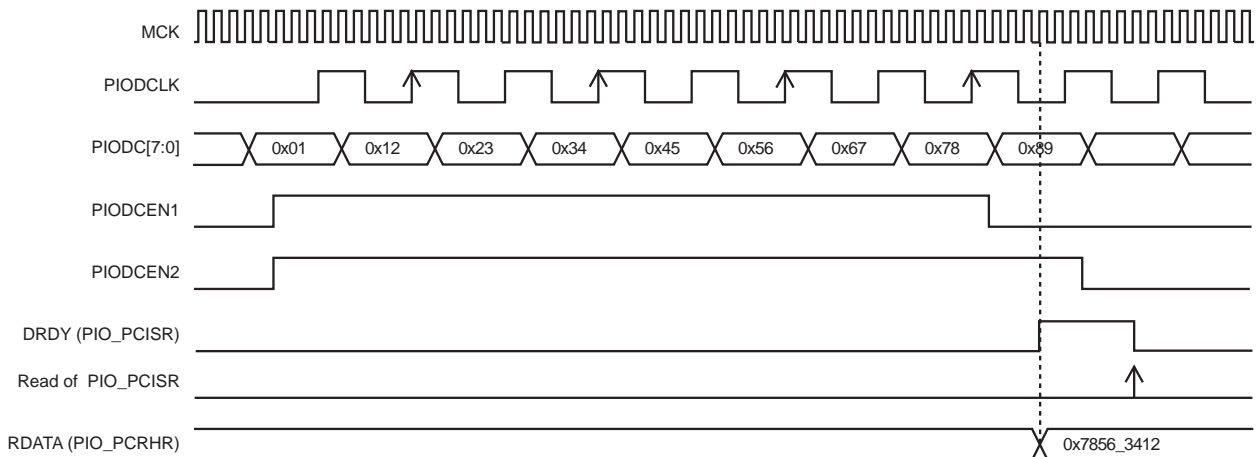 MCK
PIODCLK
PIODC[7:0] 0x01 0x12 0x23 0x34 0x45 0x56 0x67 0x78 0x89
PIODCEN1
PIODCEN2
DRDY (PIO_PCISR)
Read of PIO_PCISR
RDATA (PIO_PCRHR) 0x7856_3412